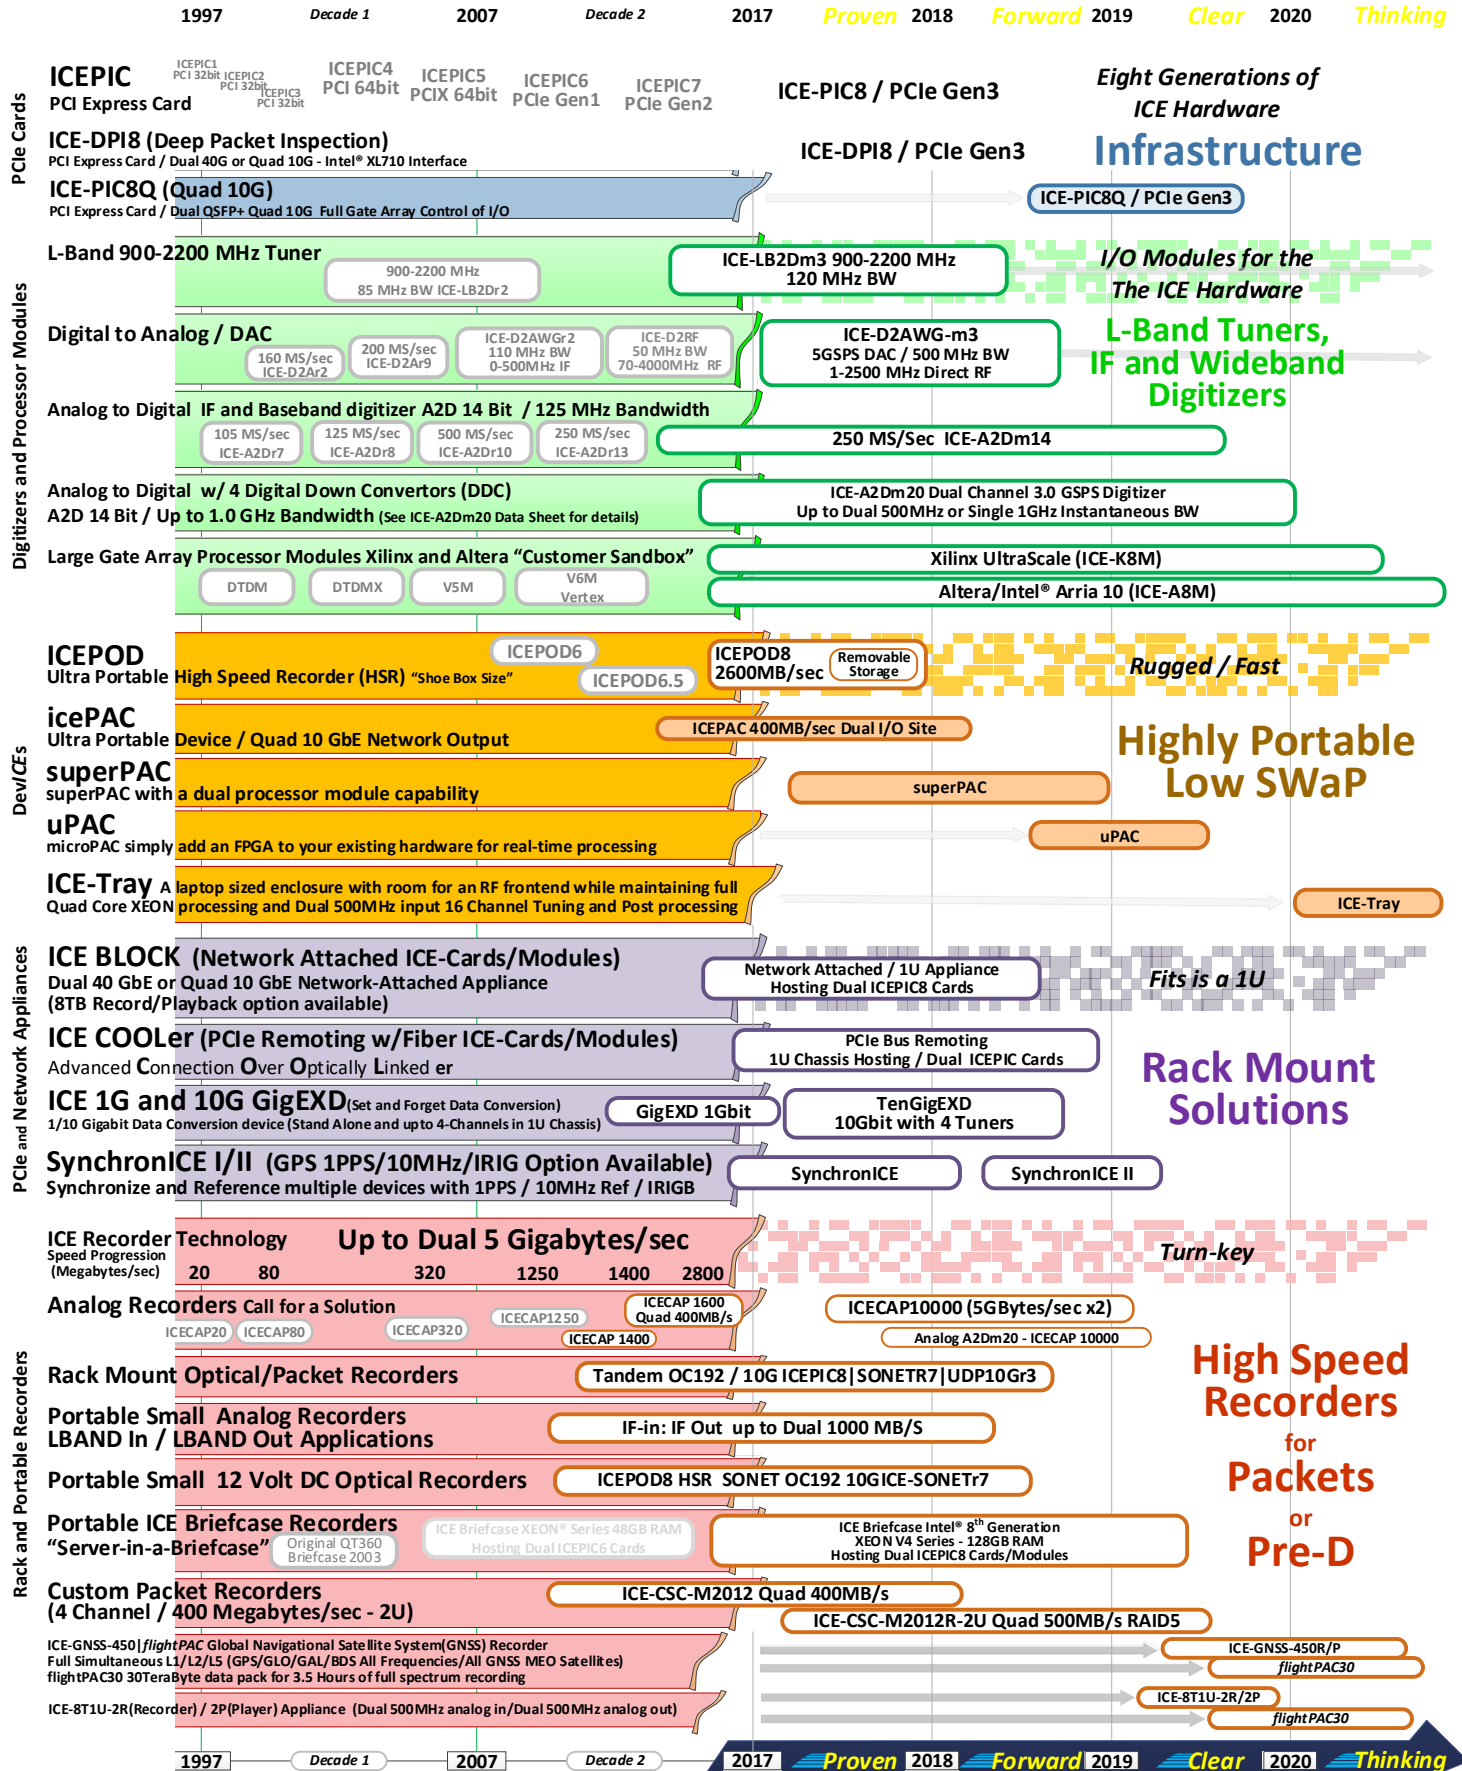 1997 Decade 1 2007 Decade 2 2017 Proven 2018 Forward 2019 Clear 2020 Thinking
PCIe Cards
ICEPIC
PCI Express Card
ICEPIC1
PCI 32bit
ICEPIC2
PCI 32bit
ICEPIC3
PCI 32bit
ICEPIC4
PCI 64bit
ICEPIC5
PCIX 64bit
ICEPIC6
PCIe Gen1
ICEPIC7
PCIe Gen2
ICE-PIC8 / PCIe Gen3
Eight Generations of
ICE Hardware
Infrastructure
ICE-DPI8 (Deep Packet Inspection)
PCI Express Card / Dual 40G or Quad 10G - Intel® XL710 Interface
ICE-DPI8 / PCIe Gen3
ICE-PIC8Q (Quad 10G)
PCI Express Card / Dual QSFP+ Quad 10G Full Gate Array Control of I/O
ICE-PIC8Q / PCIe Gen3
Digitizers and Processor Modules
L-Band 900-2200 MHz Tuner
900-2200 MHz
85 MHz BW ICE-LB2Dr2
ICE-LB2Dm3 900-2200 MHz
120 MHz BW
I/O Modules for the
The ICE Hardware
L-Band Tuners,
IF and Wideband
Digitizers
Digital to Analog / DAC
160 MS/sec
ICE-D2Ar2
200 MS/sec
ICE-D2Ar9
ICE-D2AWGr2
110 MHz BW
0-500MHz IF
ICE-D2RF
50 MHz BW
70-4000MHz RF
ICE-D2AWG-m3
5GSPS DAC / 500 MHz BW
1-2500 MHz Direct RF
Analog to Digital IF and Baseband digitizer A2D 14 Bit / 125 MHz Bandwidth
105 MS/sec
ICE-A2Dr7
125 MS/sec
ICE-A2Dr8
500 MS/sec
ICE-A2Dr10
250 MS/sec
ICE-A2Dr13
250 MS/Sec ICE-A2Dm14
Analog to Digital w/ 4 Digital Down Convertors (DDC)
A2D 14 Bit / Up to 1.0 GHz Bandwidth (See ICE-A2Dm20 Data Sheet for details)
ICE-A2Dm20 Dual Channel 3.0 GSPS Digitizer
Up to Dual 500MHz or Single 1GHz Instantaneous BW
Large Gate Array Processor Modules Xilinx and Altera “Customer Sandbox”
DTDM
DTDMX
V5M
V6M
Vertex
Xilinx UltraScale (ICE-K8M)
Altera/Intel® Arria 10 (ICE-A8M)
DevICEs
ICEPOD
Ultra Portable High Speed Recorder (HSR) “Shoe Box Size”
ICEPOD6
ICEPOD6.5
ICEPOD8
2600MB/sec
Removable
Storage
Rugged / Fast
Highly Portable
Low SWaP
icePAC
Ultra Portable Device / Quad 10 GbE Network Output
ICEPAC 400MB/sec Dual I/O Site
superPAC
superPAC with a dual processor module capability
superPAC
uPAC
microPAC simply add an FPGA to your existing hardware for real-time processing
uPAC
ICE-Tray A laptop sized enclosure with room for an RF frontend while maintaining full
Quad Core XEON processing and Dual 500MHz input 16 Channel Tuning and Post processing
ICE-Tray
PCIe and Network Appliances
ICE BLOCK (Network Attached ICE-Cards/Modules)
Dual 40 GbE or Quad 10 GbE Network-Attached Appliance
(8TB Record/Playback option available)
Network Attached / 1U Appliance
Hosting Dual ICEPIC8 Cards
Fits is a 1U
Rack Mount
Solutions
ICE COOLer (PCIe Remoting w/Fiber ICE-Cards/Modules)
Advanced Connection Over Optically Linked er
PCIe Bus Remoting
1U Chassis Hosting / Dual ICEPIC Cards
ICE 1G and 10G GigEXD(Set and Forget Data Conversion)
1/10 Gigabit Data Conversion device (Stand Alone and upto 4-Channels in 1U Chassis)
GigEXD 1Gbit
TenGigEXD
10Gbit with 4 Tuners
SynchronICE I/II (GPS 1PPS/10MHz/IRIG Option Available)
Synchronize and Reference multiple devices with 1PPS / 10MHz Ref / IRIGB
SynchronICE
SynchronICE II
Rack and Portable Recorders
ICE Recorder Technology
Speed Progression
(Megabytes/sec)
Up to Dual 5 Gigabytes/sec
20 80 320 1250 1400 2800
Turn-key
Analog Recorders Call for a Solution
ICECAP20
ICECAP80
ICECAP320
ICECAP1250
ICECAP 1400
ICECAP 1600
Quad 400MB/s
ICECAP10000 (5GBytes/sec x2)
Analog A2Dm20 - ICECAP 10000
High Speed
Recorders
for
Packets
or
Pre-D
Rack Mount Optical/Packet Recorders
Tandem OC192 / 10G ICEPIC8|SONETR7|UDP10Gr3
Portable Small Analog Recorders
LBAND In / LBAND Out Applications
IF-in: IF Out up to Dual 1000 MB/S
Portable Small 12 Volt DC Optical Recorders
ICEPOD8 HSR SONET OC192 10GICE-SONETr7
Portable ICE Briefcase Recorders
“Server-in-a-Briefcase”
Original QT360
Briefcase 2003
ICE Briefcase XEON® Series 48GB RAM
Hosting Dual ICEPIC6 Cards
ICE Briefcase Intel® 8th Generation
XEON V4 Series - 128GB RAM
Hosting Dual ICEPIC8 Cards/Modules
Custom Packet Recorders
(4 Channel / 400 Megabytes/sec - 2U)
ICE-CSC-M2012 Quad 400MB/s
ICE-CSC-M2012R-2U Quad 500MB/s RAID5
ICE-GNSS-450|flightPAC Global Navigational Satellite System(GNSS) Recorder
Full Simultaneous L1/L2/L5 (GPS/GLO/GAL/BDS All Frequencies/All GNSS MEO Satellites)
flightPAC30 30TeraByte data pack for 3.5 Hours of full spectrum recording
ICE-GNSS-450R/P
flightPAC30
ICE-8T1U-2R(Recorder) / 2P(Player) Appliance (Dual 500MHz analog in/Dual 500MHz analog out)
ICE-8T1U-2R/2P
flightPAC30
1997 Decade 1 2007 Decade 2 2017 Proven 2018 Forward 2019 Clear 2020 Thinking